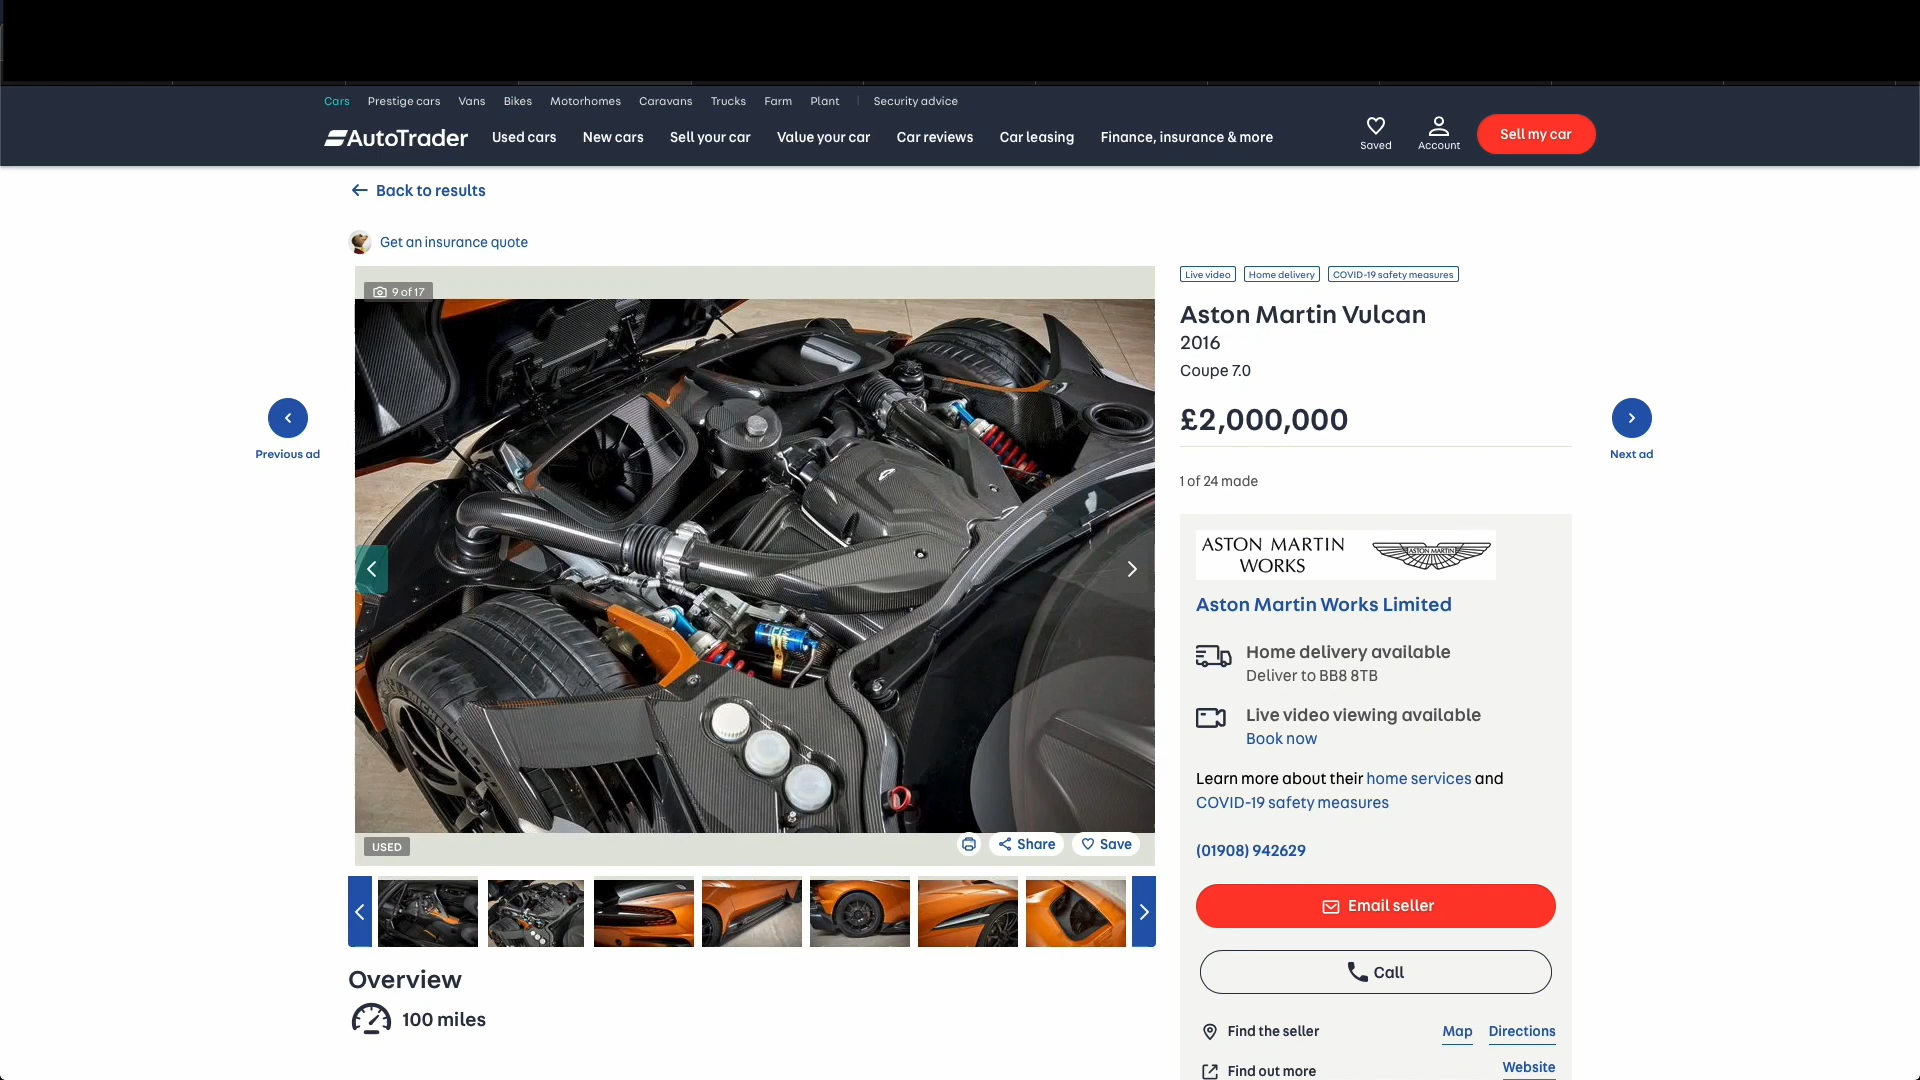 Cars Prestige cars Vans Bikes Motorhomes Caravans Trucks Farm Plant Security advice
AutoTrader Used cars New cars Sell your car Value your car Car reviews Car leasing Finance, insurance & more
Saved Account Sell my car
Back to results
Get an insurance quote
9 of 17
USED
Share Save
Previous ad
Next ad
Live video Home delivery COVID-19 safety measures
Aston Martin Vulcan
2016
Coupe 7.0
£2,000,000
1 of 24 made
ASTON MARTIN
WORKS
ASTON MARTIN
Aston Martin Works Limited
Home delivery available
Deliver to BB8 8TB
Live video viewing available
Book now
Learn more about their home services and
COVID-19 safety measures
(01908) 942629
Email seller
Call
Find the seller Map Directions
Find out more Website
Overview
100 miles